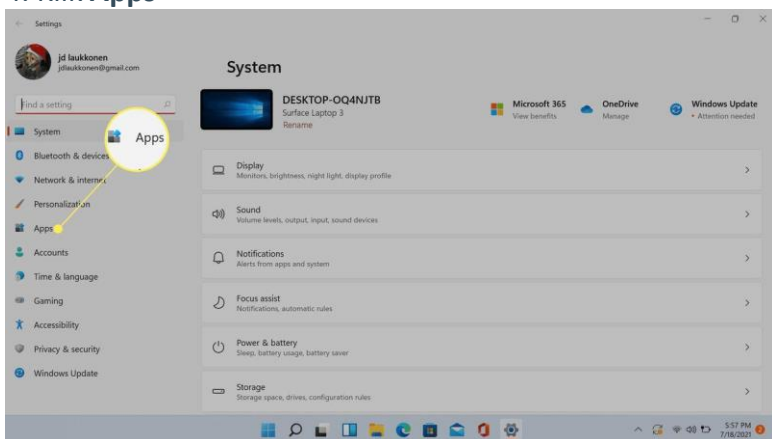 Settings
jd laukkonen
jdlaukkonen@gmail.com
Find a setting
System
Bluetooth & devices
Network & internet
Personalization
Apps
Accounts
Time & language
Gaming
Accessibility
Privacy & security
Windows Update
Apps
System
DESKTOP-OQ4NJTB
Surface Laptop 3
Rename
Microsoft 365
View benefits
OneDrive
Manage
Windows Update
• Attention needed
Display
Monitors, brightness, night light, display profile
Sound
Volume levels, output, input, sound devices
Notifications
Alerts from apps and system
Focus assist
Notifications, automatic rules
Power & battery
Sleep, battery usage, battery saver
Storage
Storage space, drives, configuration rules
5:57 PM
7/18/2021